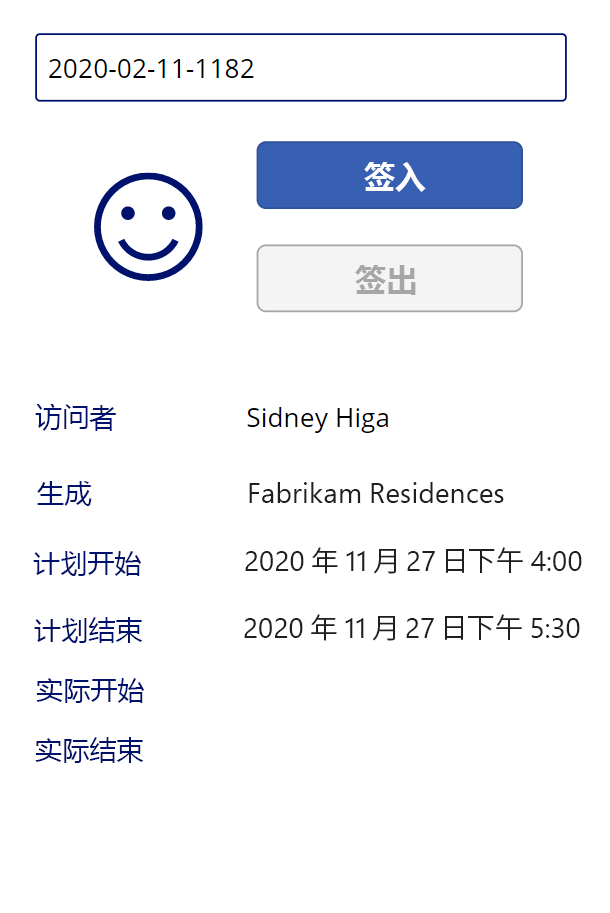 2020-02-11-1182
签入
签出
访问者 Sidney Higa
生成 Fabrikam Residences
计划开始 2020 年 11 月 27 日下午 4:00
计划结束 2020 年 11 月 27 日下午 5:30
实际开始
实际结束